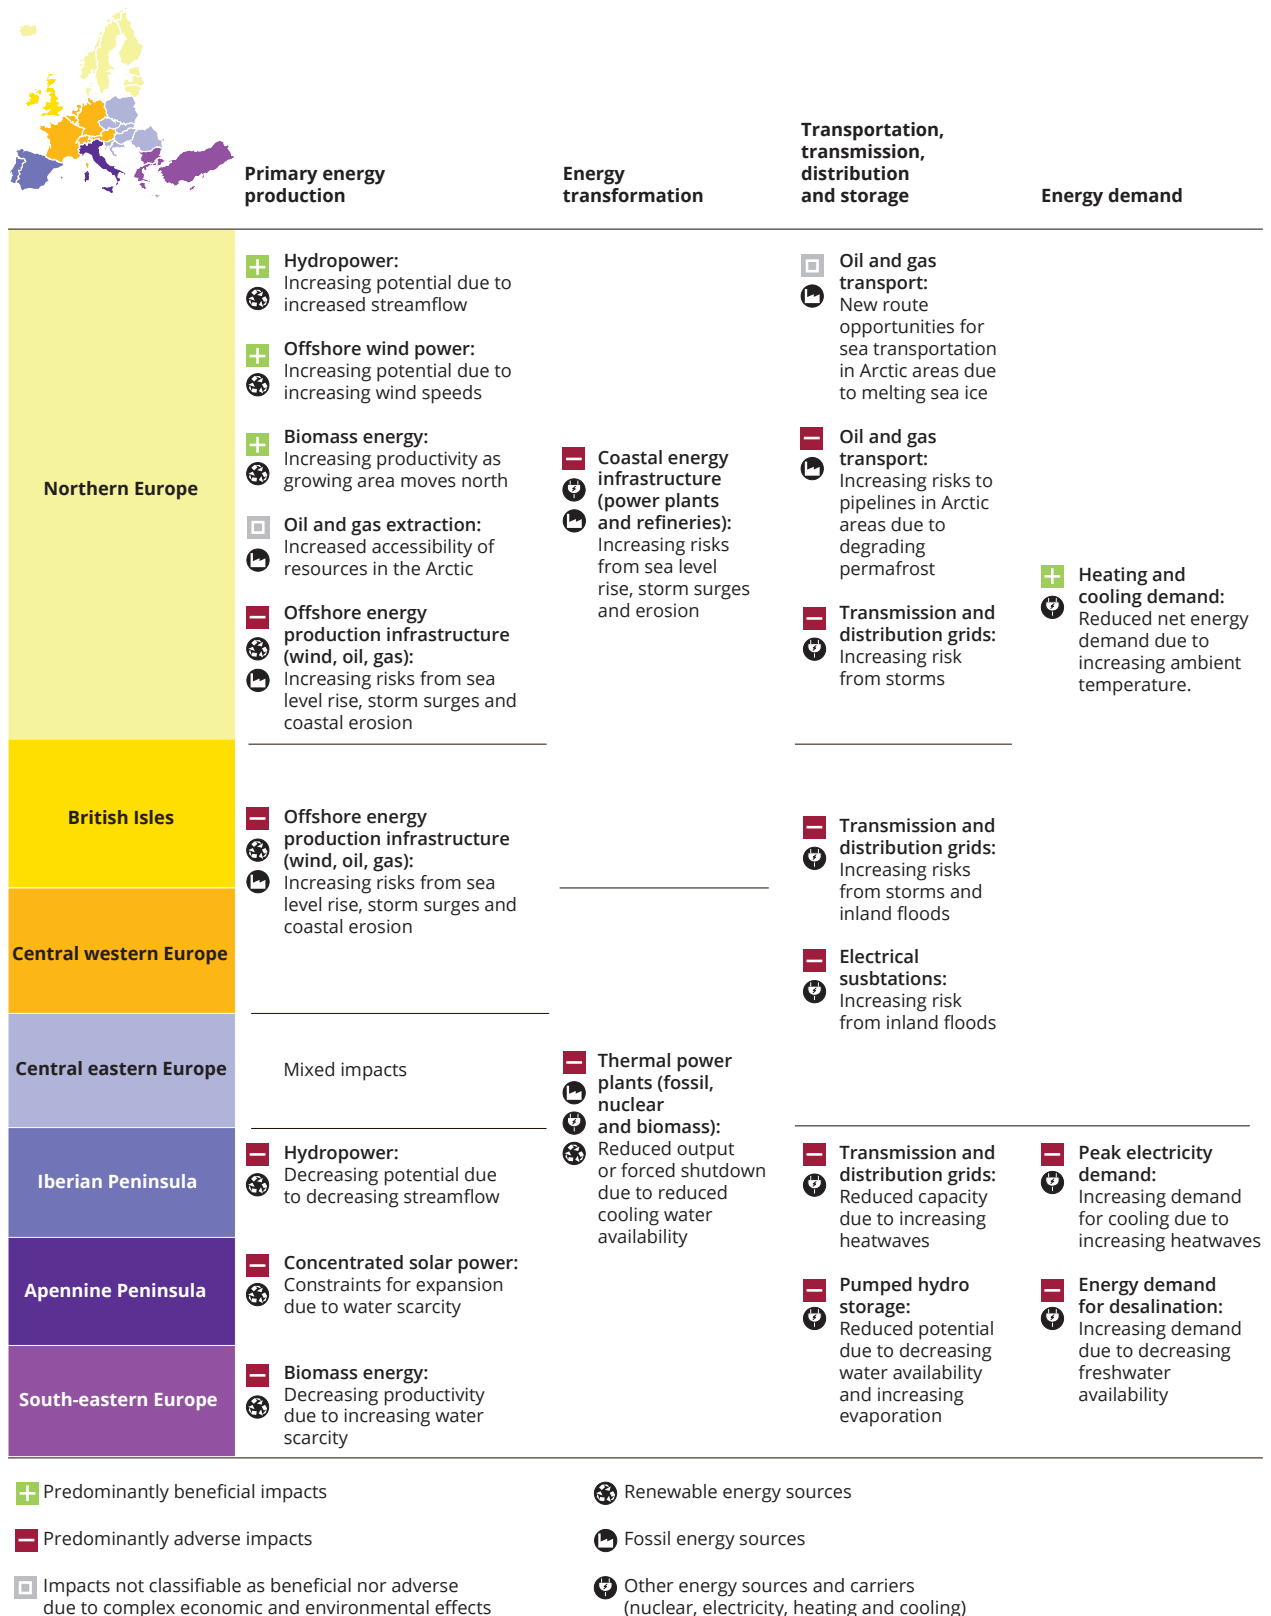 Primary energy
production
Energy
transformation
Transportation,
transmission,
distribution
and storage
Energy demand
Northern Europe
Hydropower:
Increasing potential due to
increased streamflow
Offshore wind power:
Increasing potential due to
increasing wind speeds
Biomass energy:
Increasing productivity as
growing area moves north
Oil and gas extraction:
Increased accessibility of
resources in the Arctic
Offshore energy
production infrastructure
(wind, oil, gas):
Increasing risks from sea
level rise, storm surges and
coastal erosion
Coastal energy
infrastructure
(power plants
and refineries):
Increasing risks
from sea level
rise, storm surges
and erosion
Oil and gas
transport:
New route
opportunities for
sea transportation
in Arctic areas due
to melting sea ice
Oil and gas
transport:
Increasing risks to
pipelines in Arctic
areas due to
degrading
permafrost
Transmission and
distribution grids:
Increasing risk
from storms
Heating and
cooling demand:
Reduced net energy
demand due to
increasing ambient
temperature.
British Isles
Central western Europe
Offshore energy
production infrastructure
(wind, oil, gas):
Increasing risks from sea
level rise, storm surges and
coastal erosion
Transmission and
distribution grids:
Increasing risks
from storms and
inland floods
Electrical
susbtations:
Increasing risk
from inland floods
Central eastern Europe
Mixed impacts
Thermal power
plants (fossil,
nuclear
and biomass):
Reduced output
or forced shutdown
due to reduced
cooling water
availability
Iberian Peninsula
Apennine Peninsula
South-eastern Europe
Hydropower:
Decreasing potential due
to decreasing streamflow
Concentrated solar power:
Constraints for expansion
due to water scarcity
Biomass energy:
Decreasing productivity
due to increasing water
scarcity
Transmission and
distribution grids:
Reduced capacity
due to increasing
heatwaves
Pumped hydro
storage:
Reduced potential
due to decreasing
water availability
and increasing
evaporation
Peak electricity
demand:
Increasing demand
for cooling due to
increasing heatwaves
Energy demand
for desalination:
Increasing demand
due to decreasing
freshwater
availability
Predominantly beneficial impacts
Predominantly adverse impacts
Impacts not classifiable as beneficial nor adverse
due to complex economic and environmental effects
Renewable energy sources
Fossil energy sources
Other energy sources and carriers
(nuclear, electricity, heating and cooling)